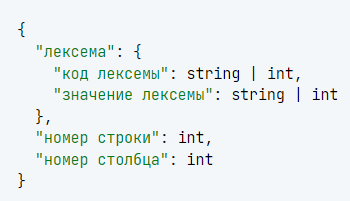 {
  "лексема": {
    "код лексемы": string | int,
    "значение лексемы": string | int
  },
  "номер строки": int,
  "номер столбца": int
}